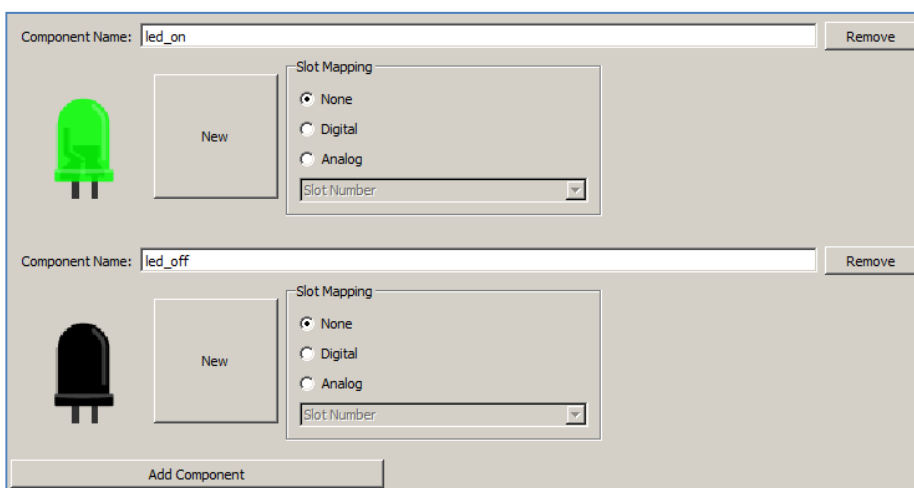 Component Name: led_on Remove
Slot Mapping
None
New
Digital
Analog
Slot Number
Component Name: led_off Remove
Slot Mapping
None
New
Digital
Analog
Slot Number
Add Component